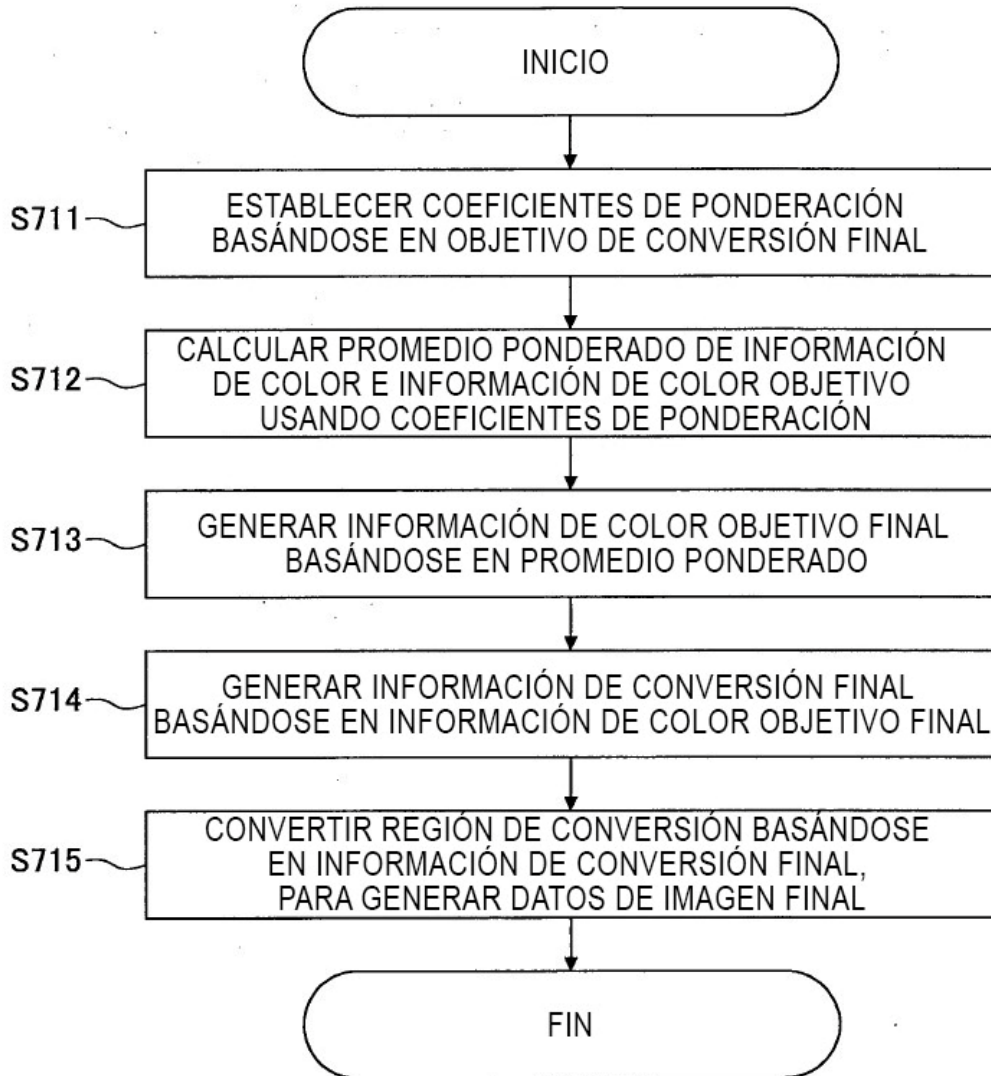 INICIO
S711
ESTABLECER COEFICIENTES DE PONDERACIÓN
BASÁNDOSE EN OBJETIVO DE CONVERSIÓN FINAL
S712
CALCULAR PROMEDIO PONDERADO DE INFORMACIÓN
DE COLOR E INFORMACIÓN DE COLOR OBJETIVO
USANDO COEFICIENTES DE PONDERACIÓN
S713
GENERAR INFORMACIÓN DE COLOR OBJETIVO FINAL
BASÁNDOSE EN PROMEDIO PONDERADO
S714
GENERAR INFORMACIÓN DE CONVERSIÓN FINAL
BASÁNDOSE EN INFORMACIÓN DE COLOR OBJETIVO FINAL
S715
CONVERTIR REGIÓN DE CONVERSIÓN BASÁNDOSE
EN INFORMACIÓN DE CONVERSIÓN FINAL,
PARA GENERAR DATOS DE IMAGEN FINAL
FIN